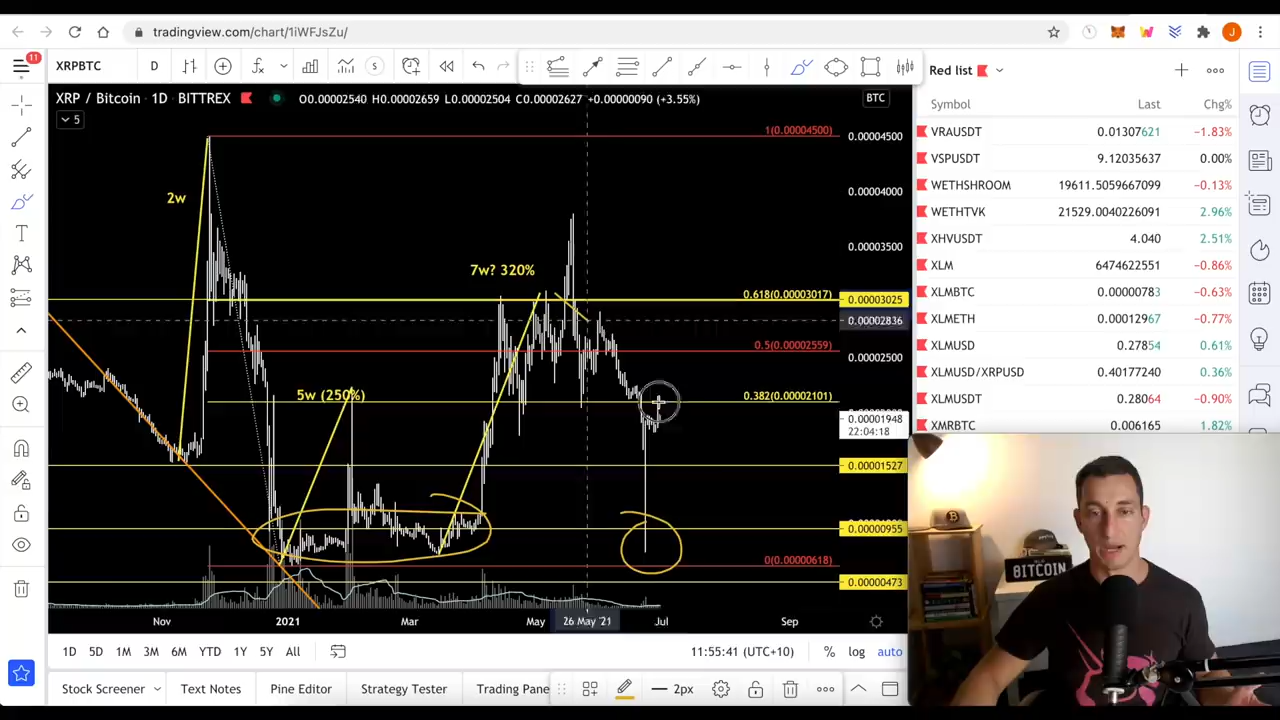 tradingview.com/chart/1iWFJsZu/
11
XRPBTC
D
S
Red list
XRP / Bitcoin · 1D · BITTREX
O0.00002540 H0.00002659 L0.00002504 C0.00002627 +0.00000090 (+3.55%)
BTC
5
Symbol Last Chg%
VRAUSDT 0.01307621 −1.83%
VSPUSDT 9.12035637 0.00%
WETHSHROOM 19611.5059667099 −0.13%
WETHTVK 21529.0040226091 2.96%
XHVUSDT 4.040 2.51%
XLM 6474622551 −0.86%
XLMBTC 0.00000783 −0.63%
XLMETH 0.00012967 −0.77%
XLMUSD 0.27854 0.61%
XLMUSD/XRPUSD 0.40177240 0.36%
XLMUSDT 0.28064 −0.90%
XMRBTC 0.006165 1.82%
1(0.00004500)
0.00004500
2w
0.00004000
0.00003500
7w? 320%
0.618(0.00003017)
0.00003025
0.00002836
0.5(0.00002559)
0.00002500
5w (250%)
0.382(0.00002101)
0.00001948
22:04:18
0.00001527
0.00000955
0(0.00000618)
0.00000473
Nov 2021 Mar May 26 May '21 Jul Sep
1D 5D 1M 3M 6M YTD 1Y 5Y All
11:55:41 (UTC+10) % log auto
Stock Screener Text Notes Pine Editor Strategy Tester Trading Pane
2px
BITCOIN
J